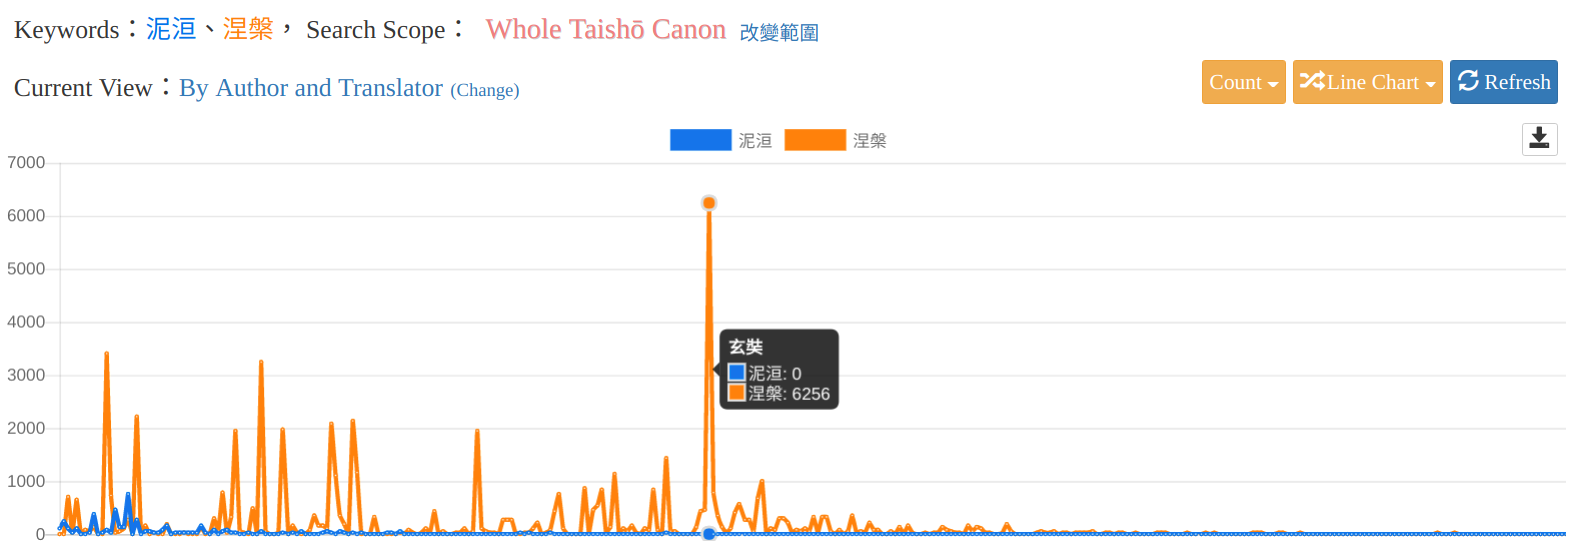 Keywords：泥洹、涅槃， Search Scope： Whole Taishō Canon 改變範圍
Current View：By Author and Translator (Change)
Count Line Chart Refresh
泥洹 涅槃
7000
6000
5000
4000
3000
2000
1000
0
玄奘
泥洹: 0
涅槃: 6256